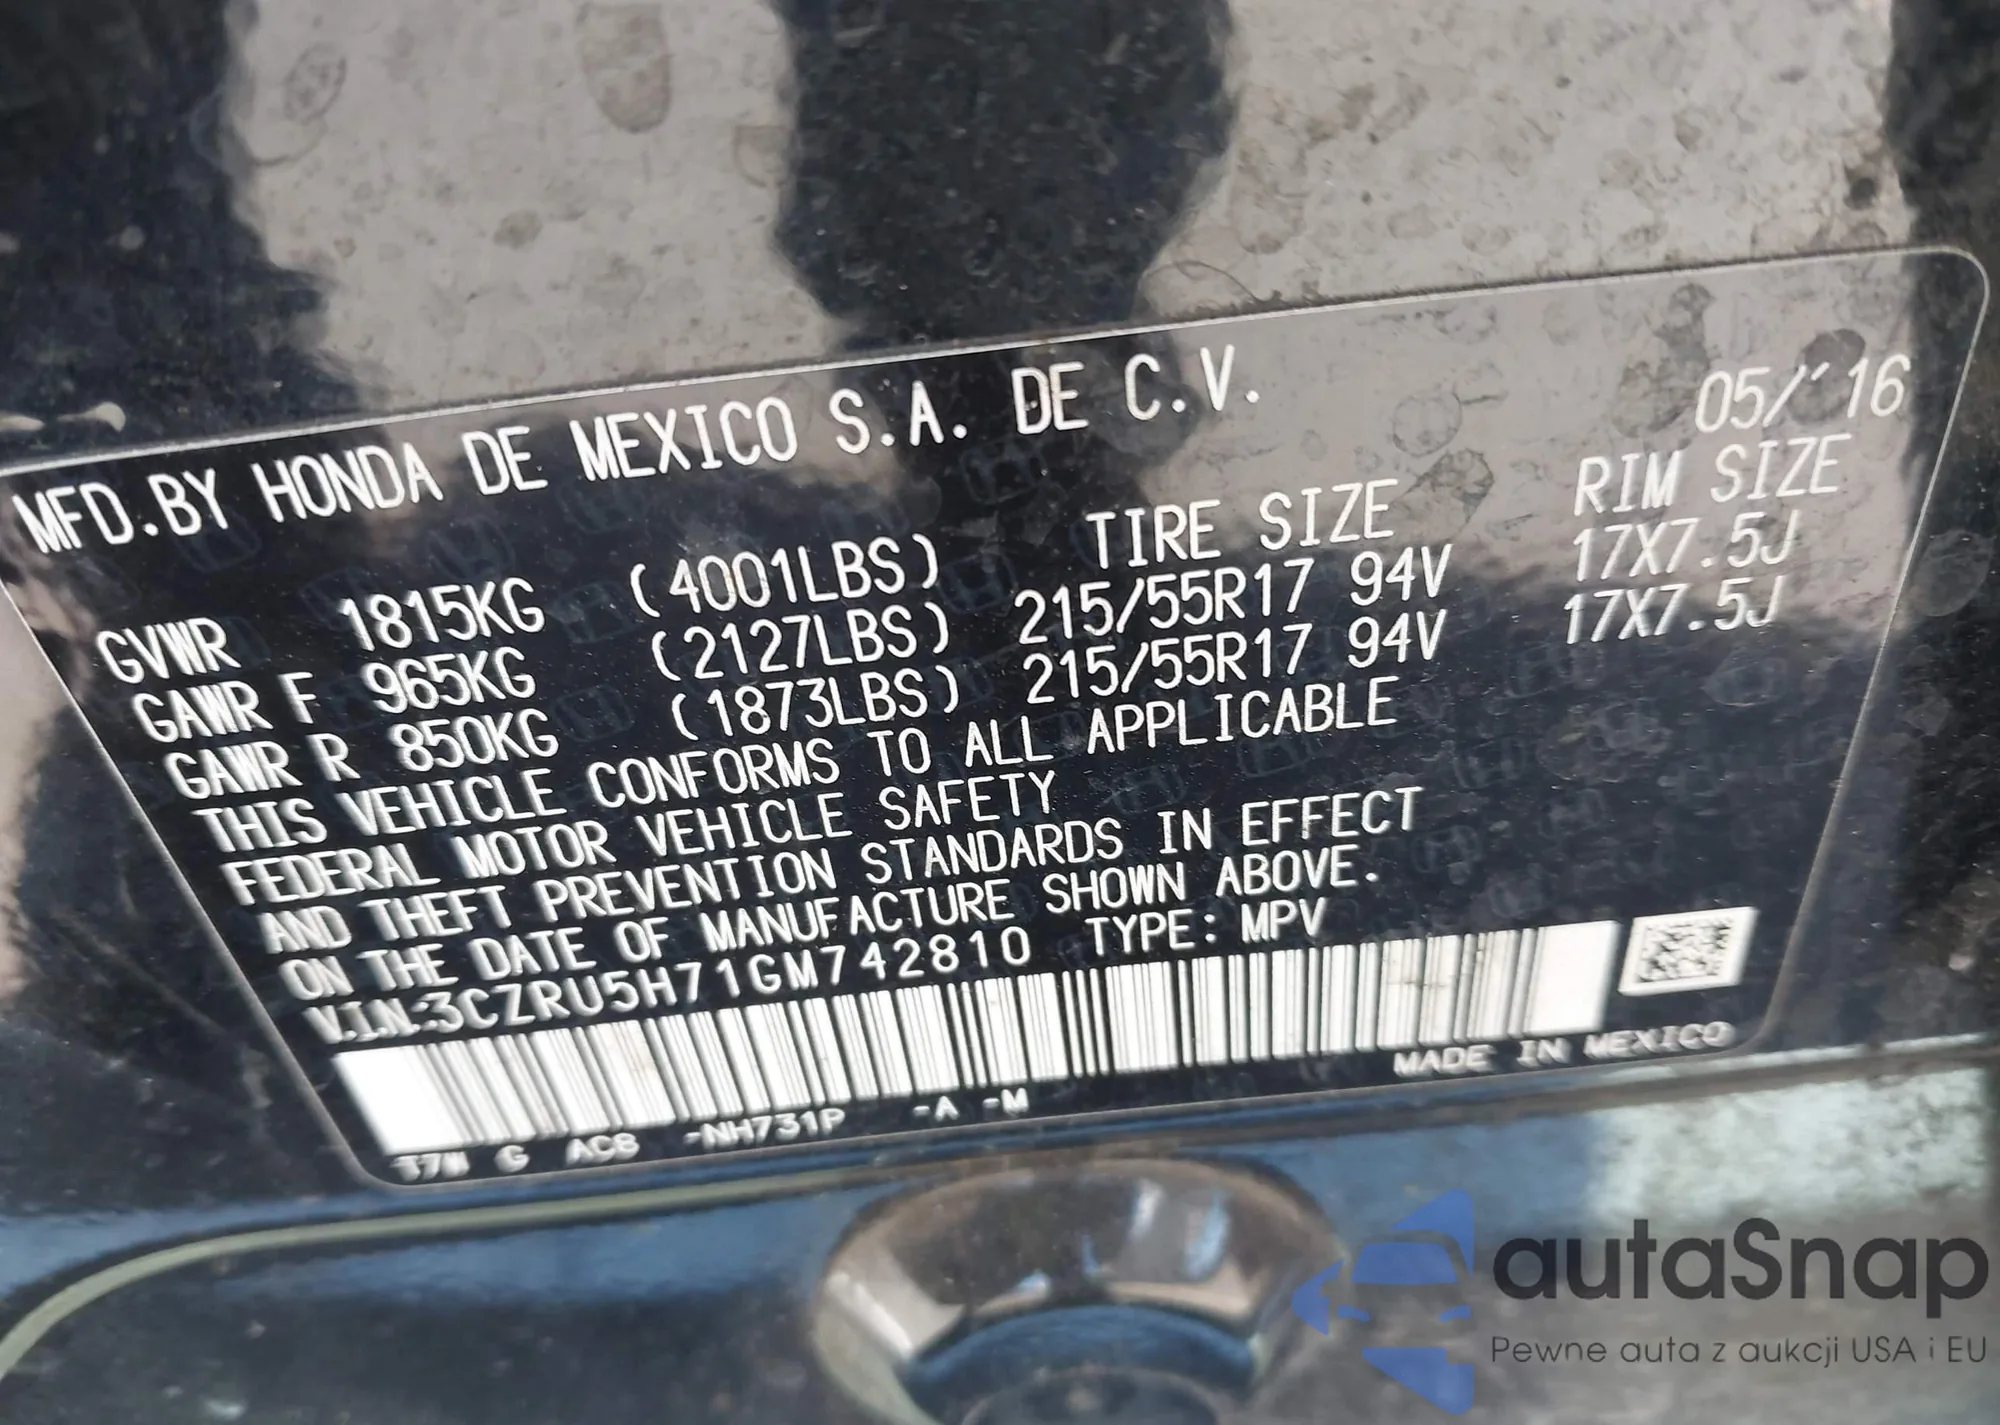 MFD.BY HONDA DE MEXICO S.A. DE C.V. 05/'16
TIRE SIZE RIM SIZE
GVWR 1815KG (4001LBS)
GAWR F 965KG (2127LBS) 215/55R17 94V 17X7.5J
GAWR R 850KG (1873LBS) 215/55R17 94V 17X7.5J
THIS VEHICLE CONFORMS TO ALL APPLICABLE
FEDERAL MOTOR VEHICLE SAFETY
AND THEFT PREVENTION STANDARDS IN EFFECT
ON THE DATE OF MANUFACTURE SHOWN ABOVE.
V.I.N:3CZRU5H71GM742810 TYPE: MPV
MADE IN MEXICO
T7W G AC8 -NH731P -A -M
autaSnap
Pewne auta z aukcji USA i EU